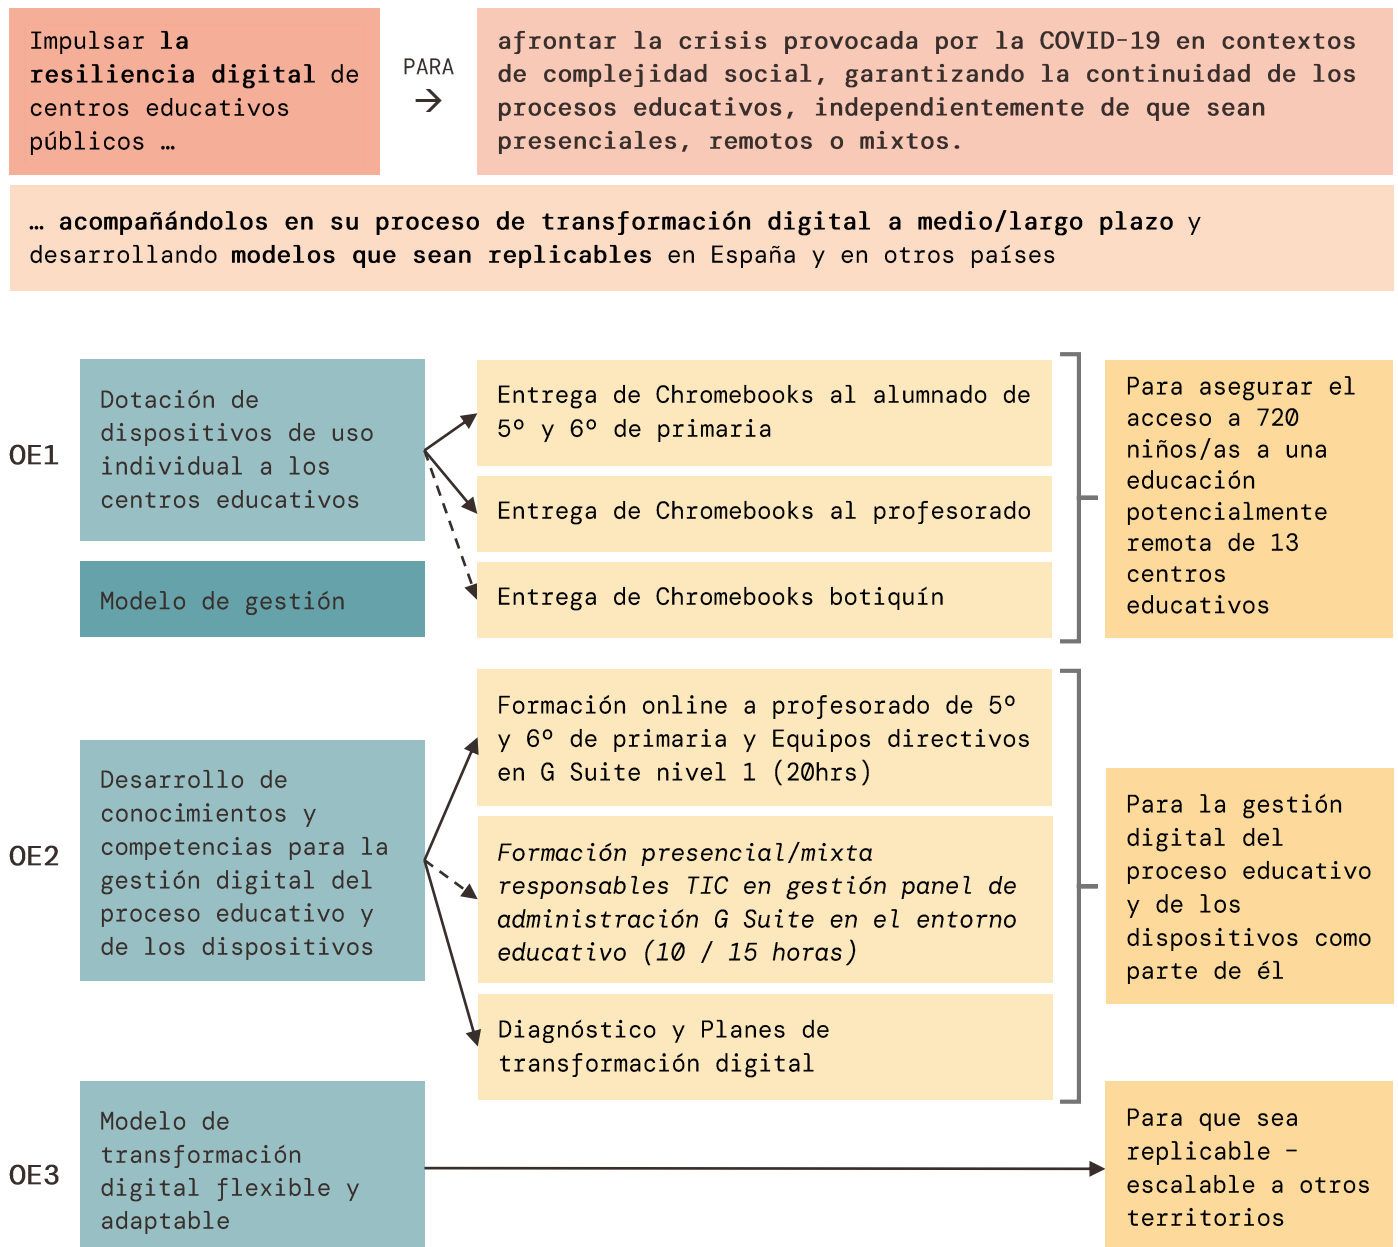 Impulsar la
resiliencia digital de
centros educativos
públicos …
PARA
afrontar la crisis provocada por la COVID-19 en contextos
de complejidad social, garantizando la continuidad de los
procesos educativos, independientemente de que sean
presenciales, remotos o mixtos.
… acompañándolos en su proceso de transformación digital a medio/largo plazo y
desarrollando modelos que sean replicables en España y en otros países
OE1
Dotación de
dispositivos de uso
individual a los
centros educativos
Modelo de gestión
Entrega de Chromebooks al alumnado de
5º y 6º de primaria
Entrega de Chromebooks al profesorado
Entrega de Chromebooks botiquín
Para asegurar el
acceso a 720
niños/as a una
educación
potencialmente
remota de 13
centros
educativos
OE2
Desarrollo de
conocimientos y
competencias para la
gestión digital del
proceso educativo y
de los dispositivos
Formación online a profesorado de 5º
y 6º de primaria y Equipos directivos
en G Suite nivel 1 (20hrs)
Formación presencial/mixta
responsables TIC en gestión panel de
administración G Suite en el entorno
educativo (10 / 15 horas)
Diagnóstico y Planes de
transformación digital
Para la gestión
digital del
proceso educativo
y de los
dispositivos como
parte de él
OE3
Modelo de
transformación
digital flexible y
adaptable
Para que sea
replicable –
escalable a otros
territorios